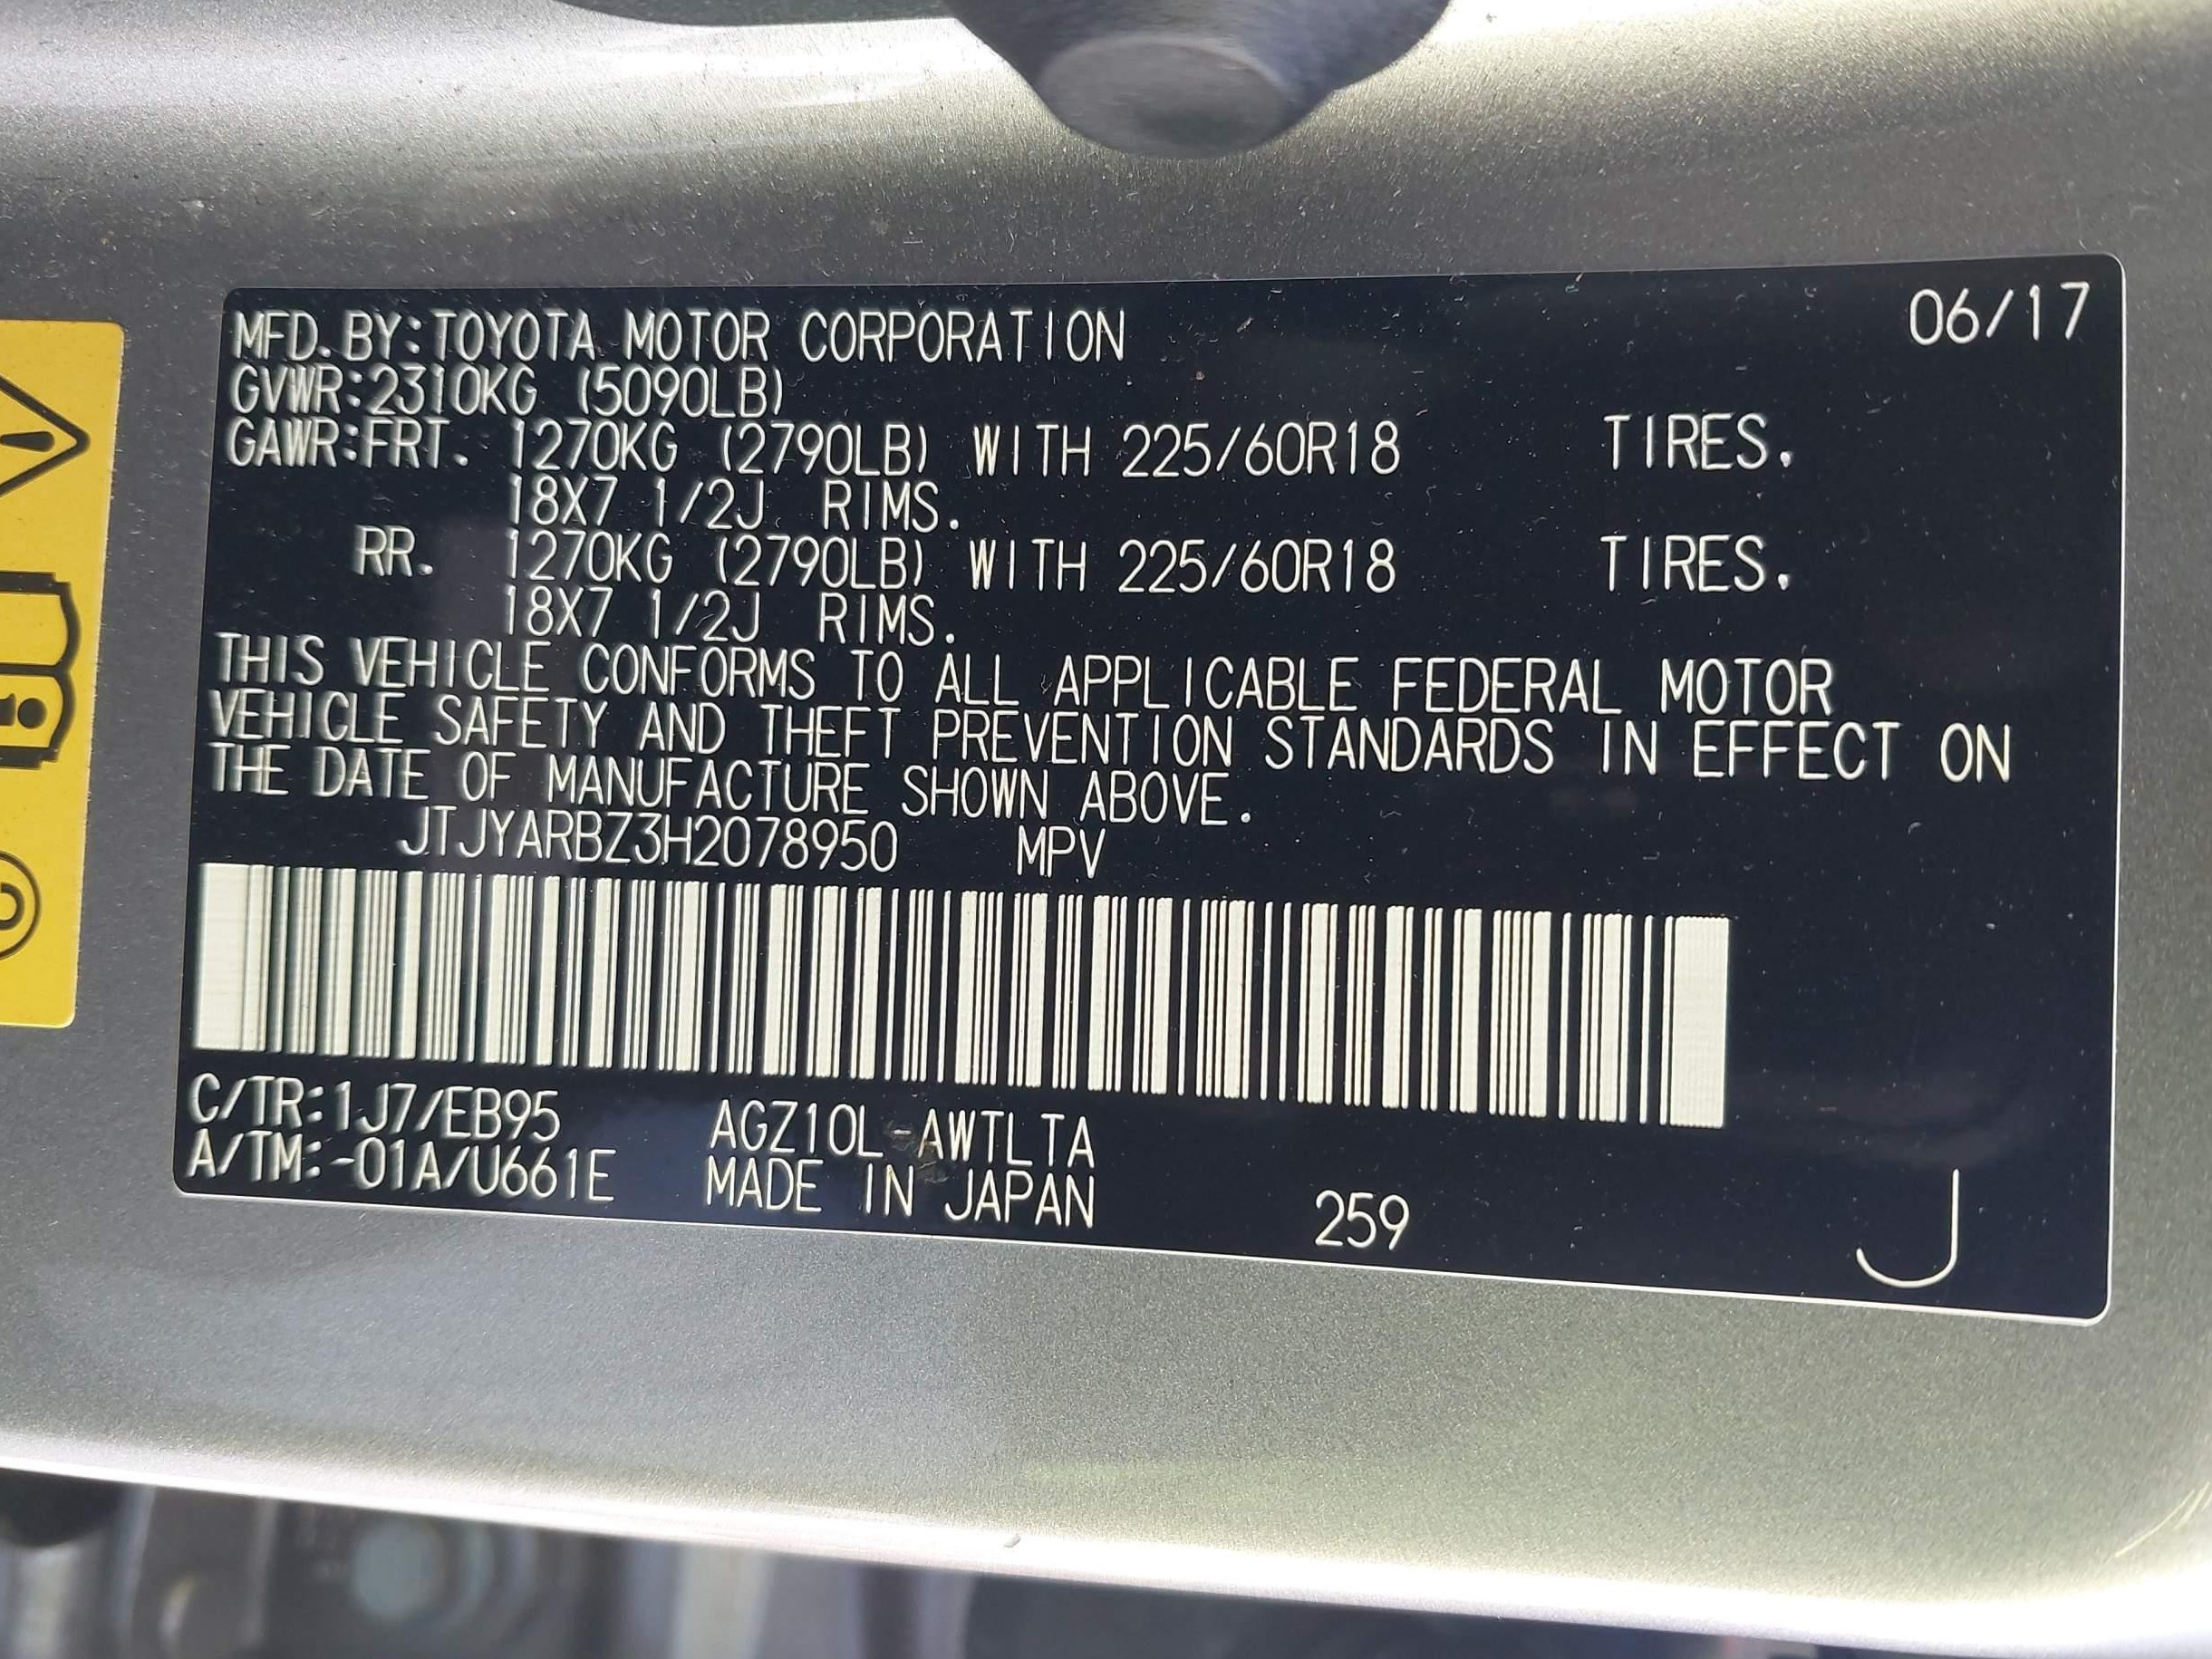 06/17
MFD.BY:TOYOTA MOTOR CORPORATION
GVWR:2310KG (5090LB)
GAWR:FRT. 1270KG (2790LB) WITH 225/60R18 TIRES.
18X7 1/2J RIMS.
RR. 1270KG (2790LB) WITH 225/60R18 TIRES.
18X7 1/2J RIMS.
THIS VEHICLE CONFORMS TO ALL APPLICABLE FEDERAL MOTOR
VEHICLE SAFETY AND THEFT PREVENTION STANDARDS IN EFFECT ON
THE DATE OF MANUFACTURE SHOWN ABOVE.
JTJYARBZ3H2078950 MPV
C/TR:1J7/EB95 AGZ10L-AWTLTA
A/TM:-01A/U661E MADE IN JAPAN 259 J